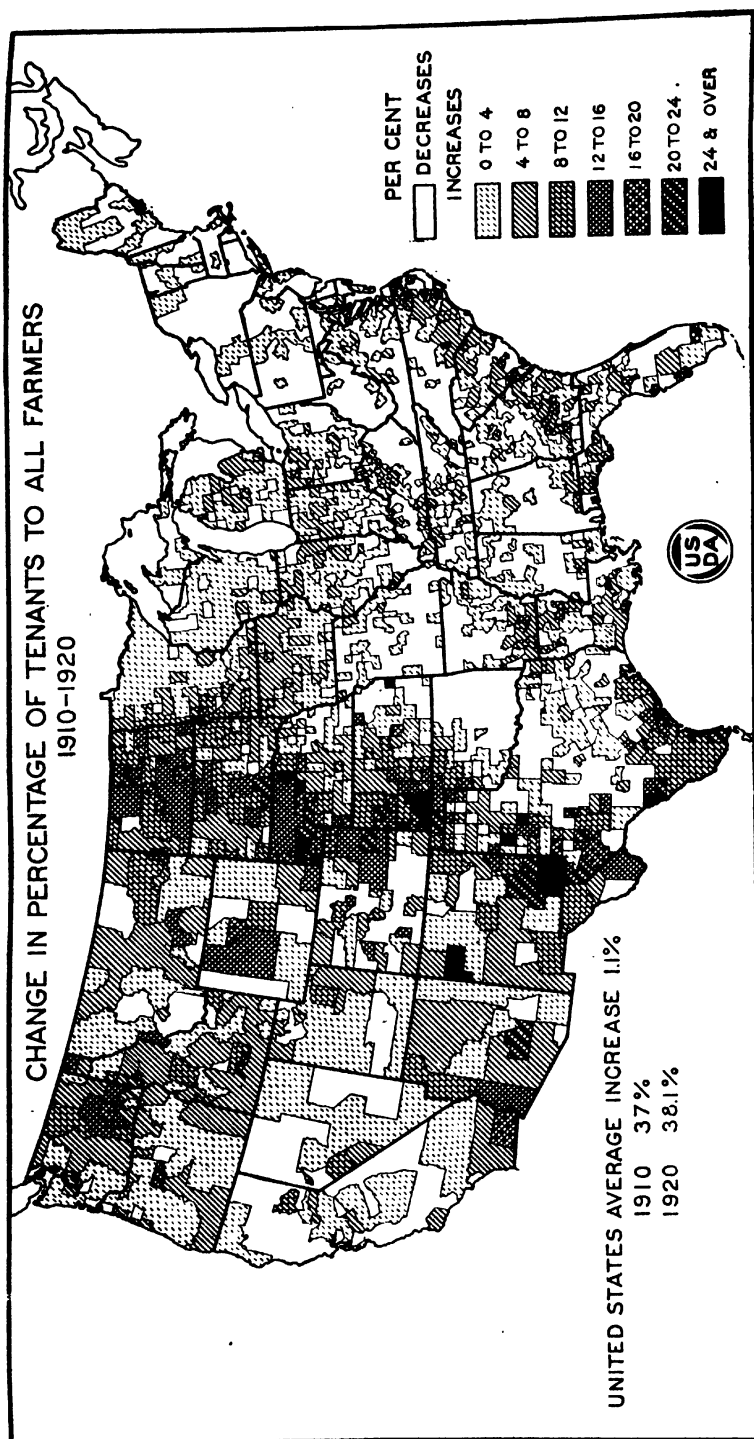 CHANGE IN PERCENTAGE OF TENANTS TO ALL FARMERS
1910-1920
PER CENT
DECREASES
INCREASES
0 TO 4
4 TO 8
8 TO 12
12 TO 16
16 TO 20
20 TO 24.
24 & OVER
US
DA
UNITED STATES AVERAGE INCREASE 1.1%
1910 37%
1920 38.1%